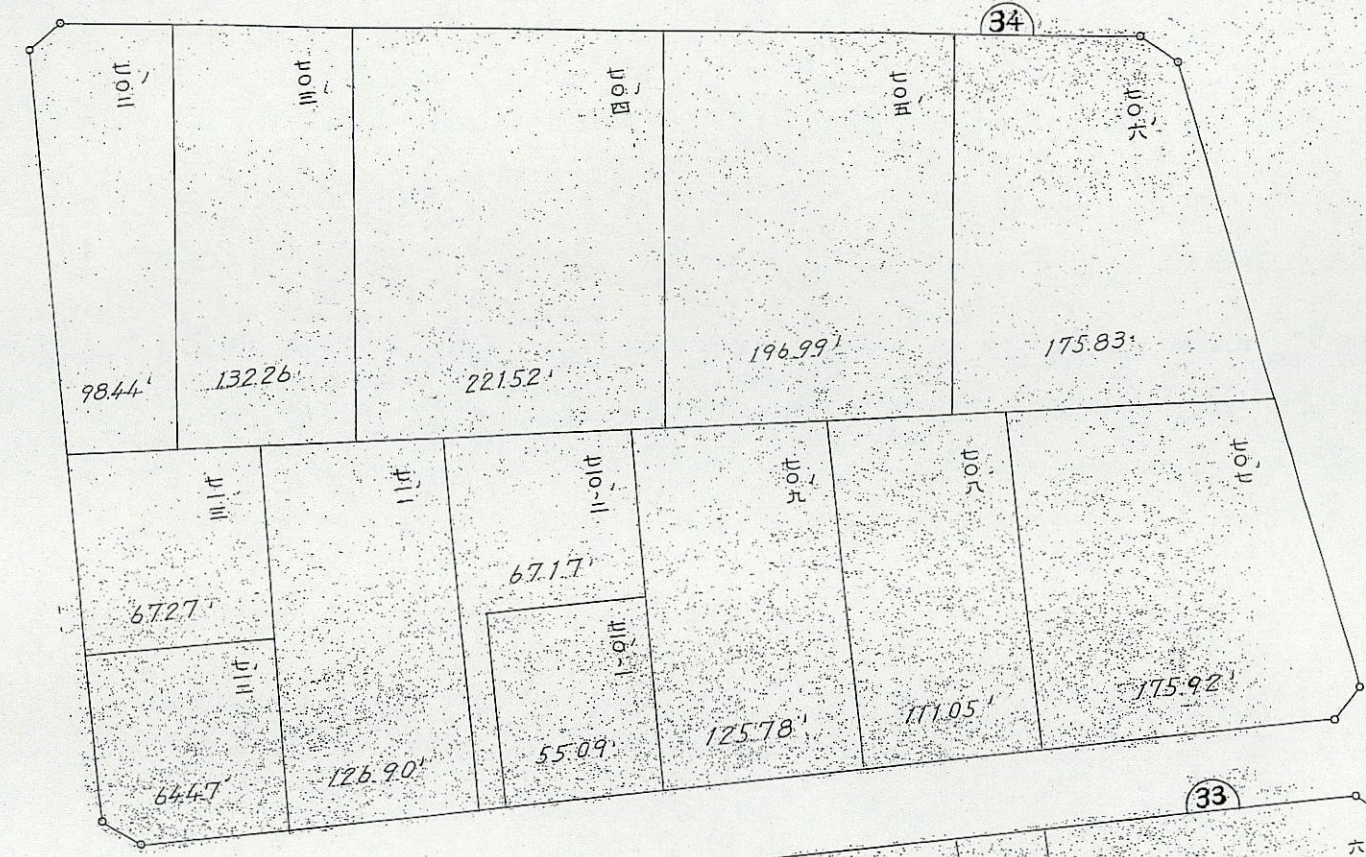 34
七〇二
七〇三
七〇四
七〇五
七〇六
98.44
132.26
221.52
196.99
175.83
七一三
七一一
七一〇-二
七〇九
七〇八
七〇七
67.27
67.17
七一二
七一〇-一
64.47
126.90
55.09
125.78
111.05
175.92
33
六